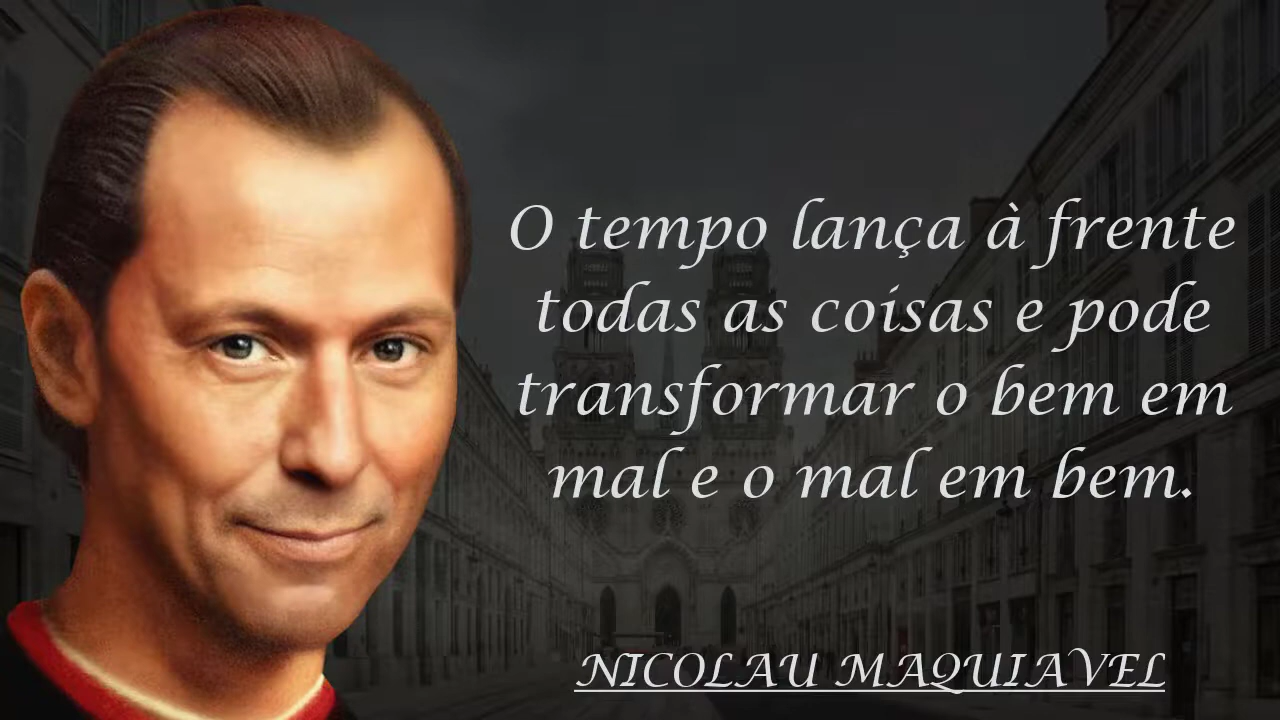 O tempo lança à frente
todas as coisas e pode
transformar o bem em
mal e o mal em bem.
NICOLAU MAQUIAVEL